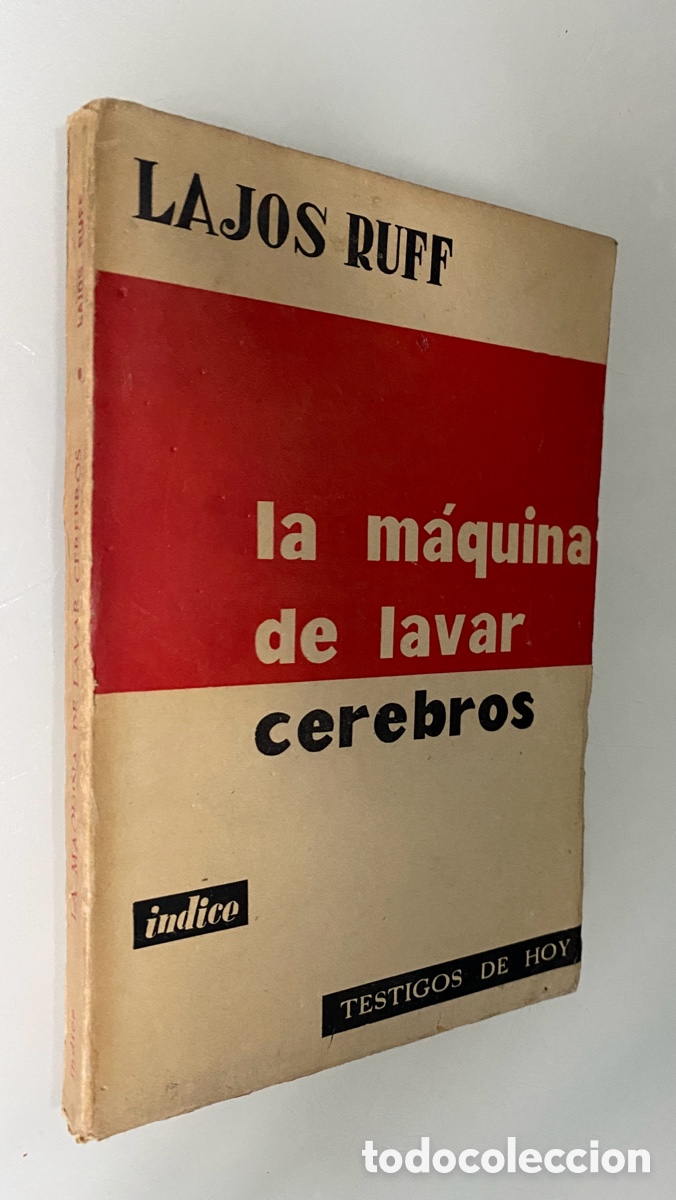 LAJOS RUFF
la máquina
de lavar
cerebros
indice
TESTIGOS DE HOY
indice LA MAQUINA DE LAVAR CEREBROS • LAJOS RUFF
todocoleccion